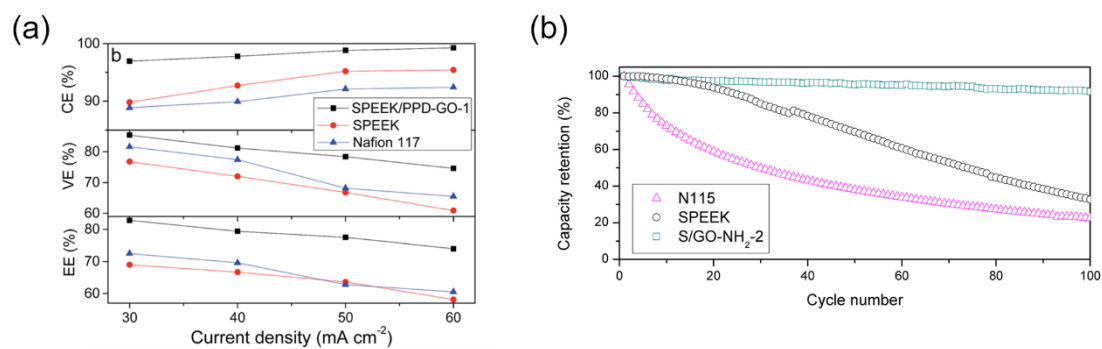 (a)
b
100
90
CE (%)
SPEEK/PPD-GO-1
SPEEK
Nafion 117
80
70
60
VE (%)
80
70
60
EE (%)
30
40
50
60
Current density (mA cm⁻²)
(b)
100
80
60
40
20
0
Capacity retention (%)
N115
SPEEK
S/GO-NH₂-2
0
20
40
60
80
100
Cycle number